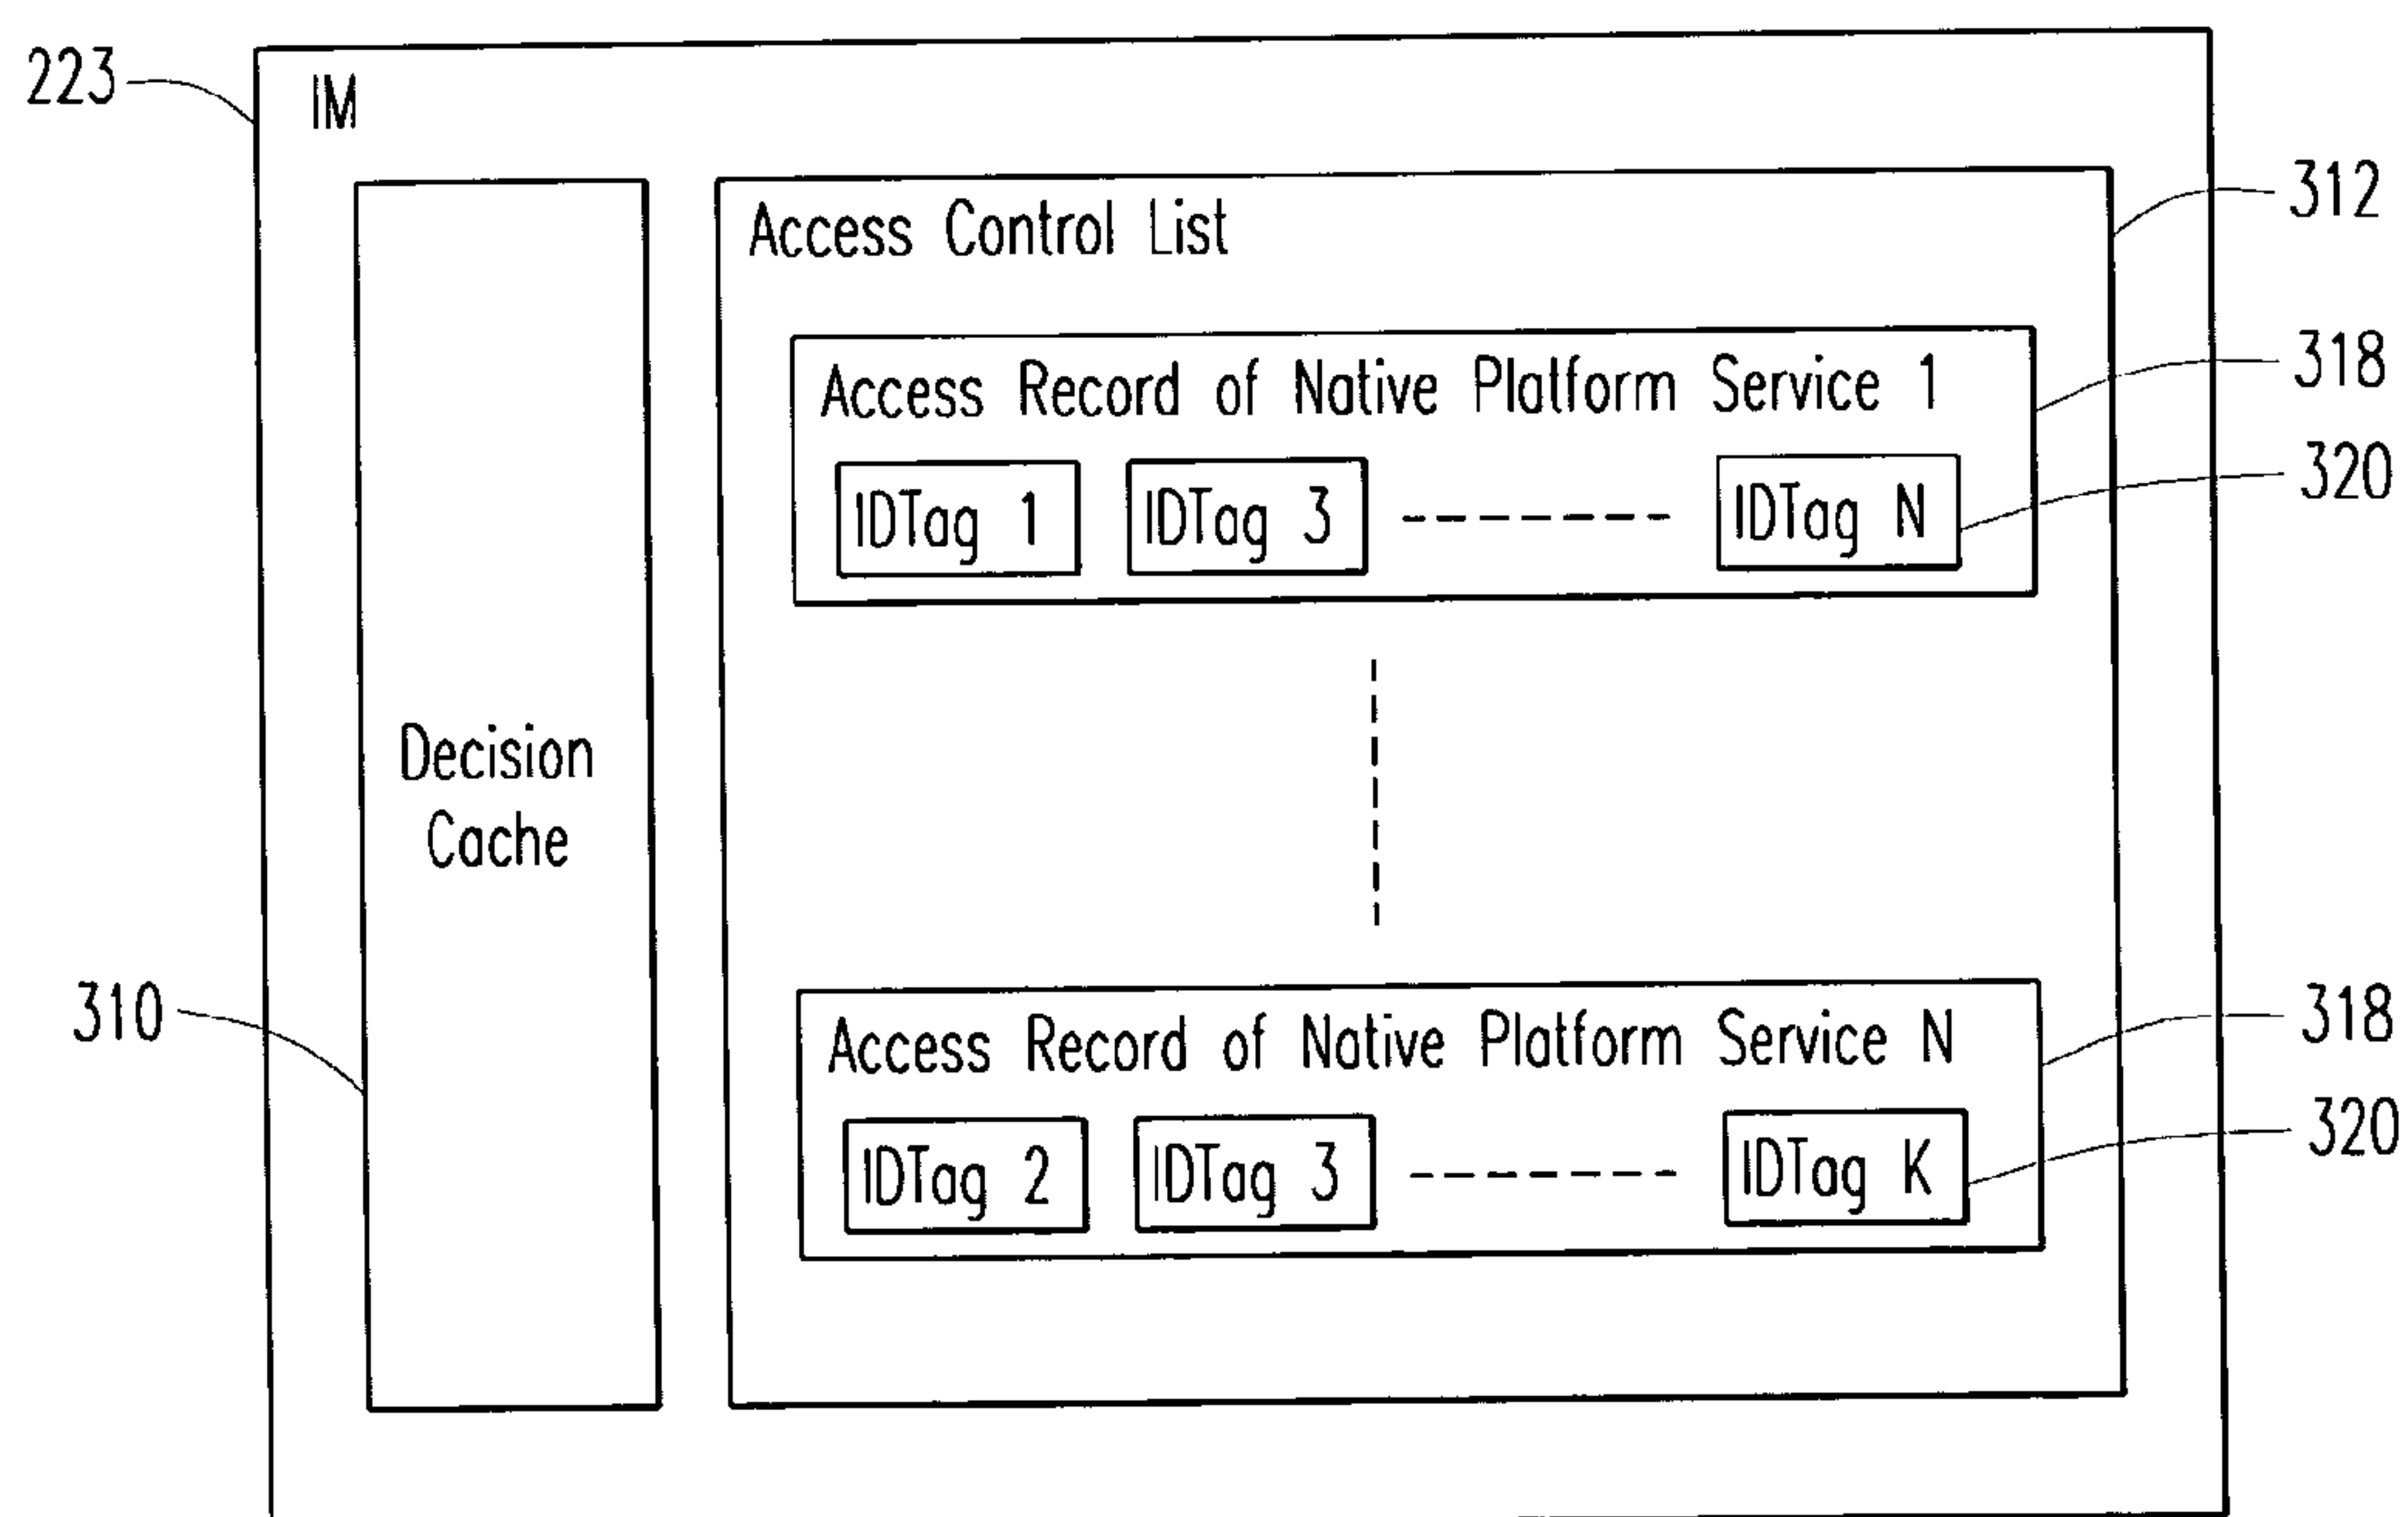 223
IM
312
Access Control List
318
Access Record of Native Platform Service 1
320
IDTag 1
IDTag 3
IDTag N
Decision
Cache
310
318
Access Record of Native Platform Service N
320
IDTag 2
IDTag 3
IDTag K